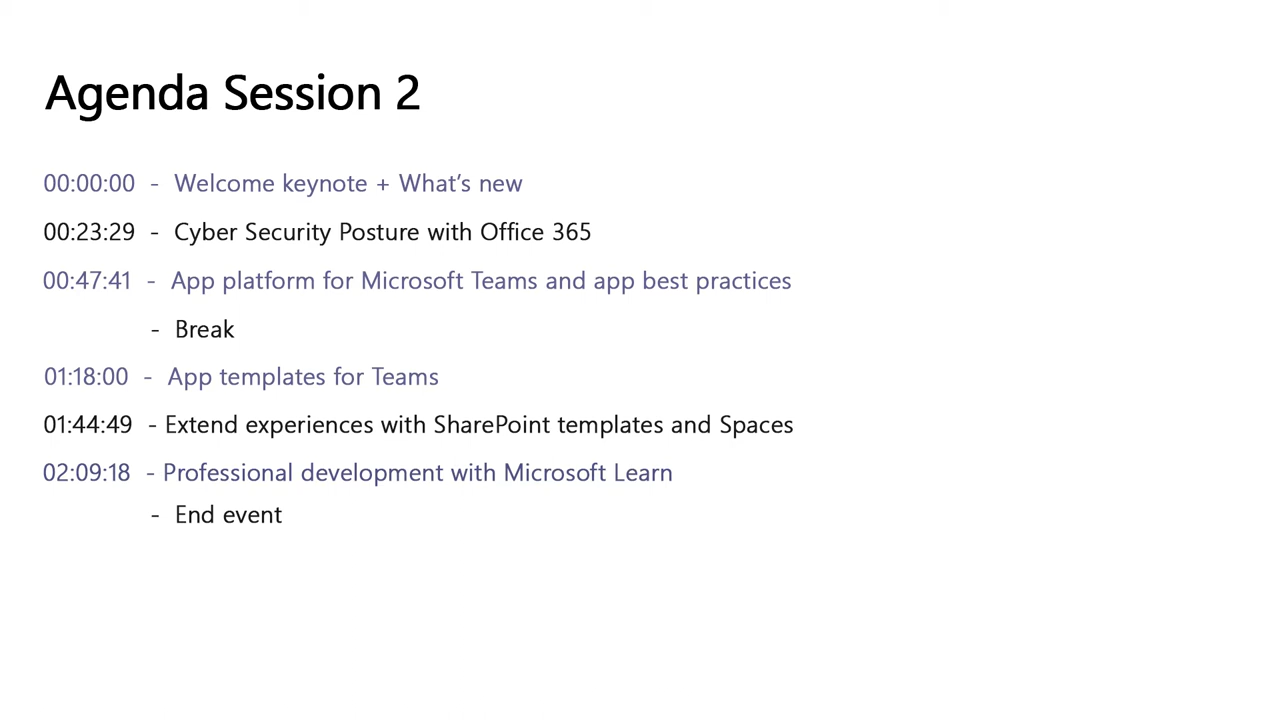 Agenda Session 2
00:00:00 - Welcome keynote + What’s new
00:23:29 - Cyber Security Posture with Office 365
00:47:41 - App platform for Microsoft Teams and app best practices
- Break
01:18:00 - App templates for Teams
01:44:49 - Extend experiences with SharePoint templates and Spaces
02:09:18 - Professional development with Microsoft Learn
- End event